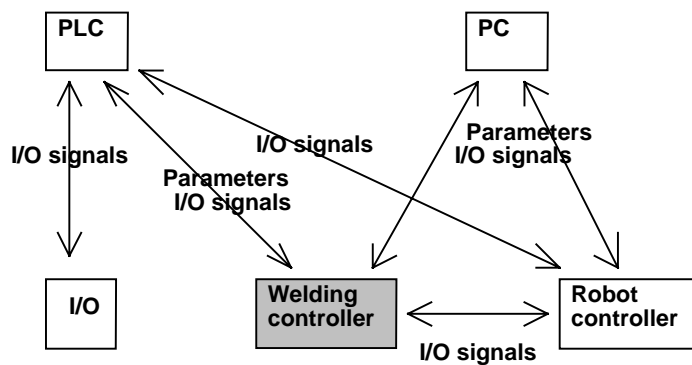 PLC
PC
I/O signals
I/O signals
Parameters
I/O signals
Parameters
I/O signals
I/O
Welding
controller
Robot
controller
I/O signals